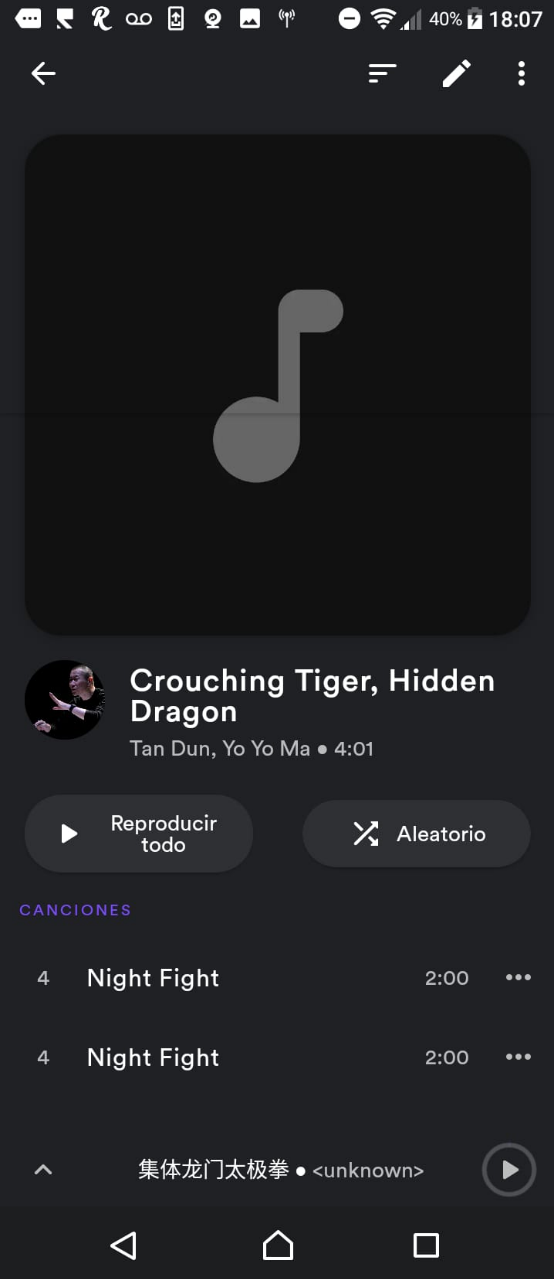 40% 18:07
Crouching Tiger, Hidden
Dragon
Tan Dun, Yo Yo Ma • 4:01
Reproducir
todo
Aleatorio
CANCIONES
4 Night Fight 2:00
4 Night Fight 2:00
集体龙门太极拳 • <unknown>